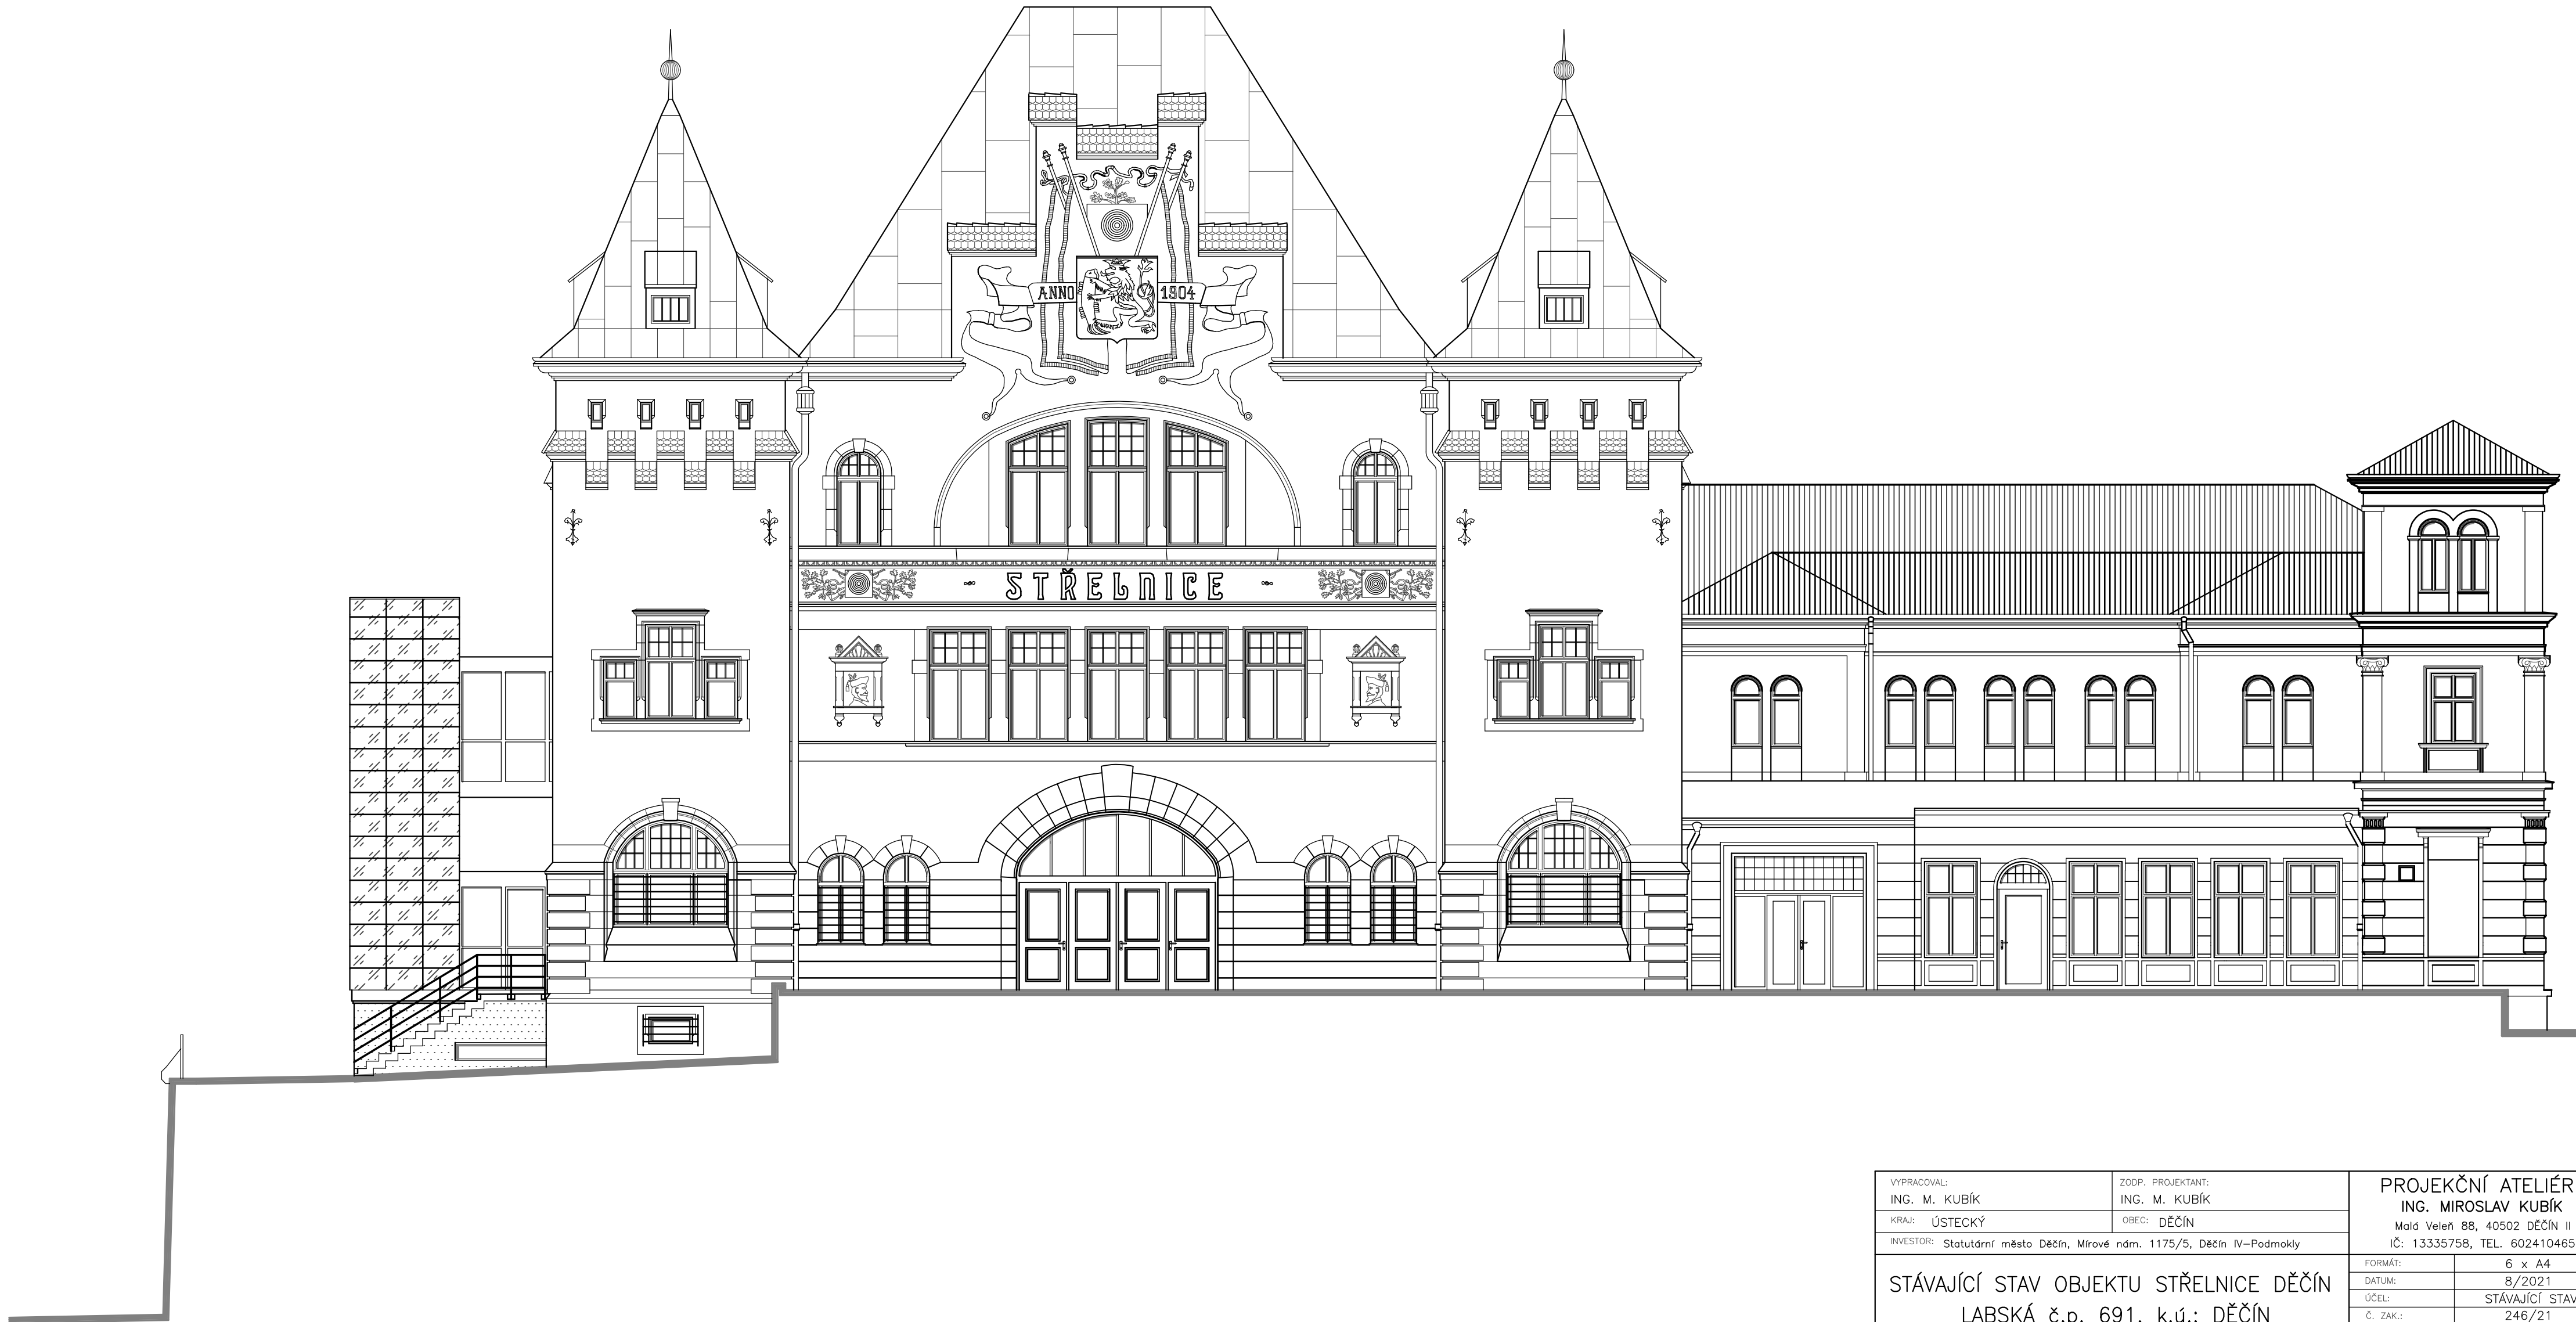 ANNO 1904
STŘELNICE
VYPRACOVAL:
ING. M. KUBÍK
ZODP. PROJEKTANT:
ING. M. KUBÍK
KRAJ: ÚSTECKÝ
OBEC: DĚČÍN
INVESTOR: Statutární město Děčín, Mírové nám. 1175/5, Děčín IV–Podmokly
PROJEKČNÍ ATELIÉR
ING. MIROSLAV KUBÍK
Malá Veleň 88, 40502 DĚČÍN II
IČ: 13335758, TEL. 602410465
STÁVAJÍCÍ STAV OBJEKTU STŘELNICE DĚČÍN
LABSKÁ č.p. 691, k.ú.: DĚČÍN
FORMÁT: 6 x A4
DATUM: 8/2021
ÚČEL: STÁVAJÍCÍ STAV
Č. ZAK.: 246/21